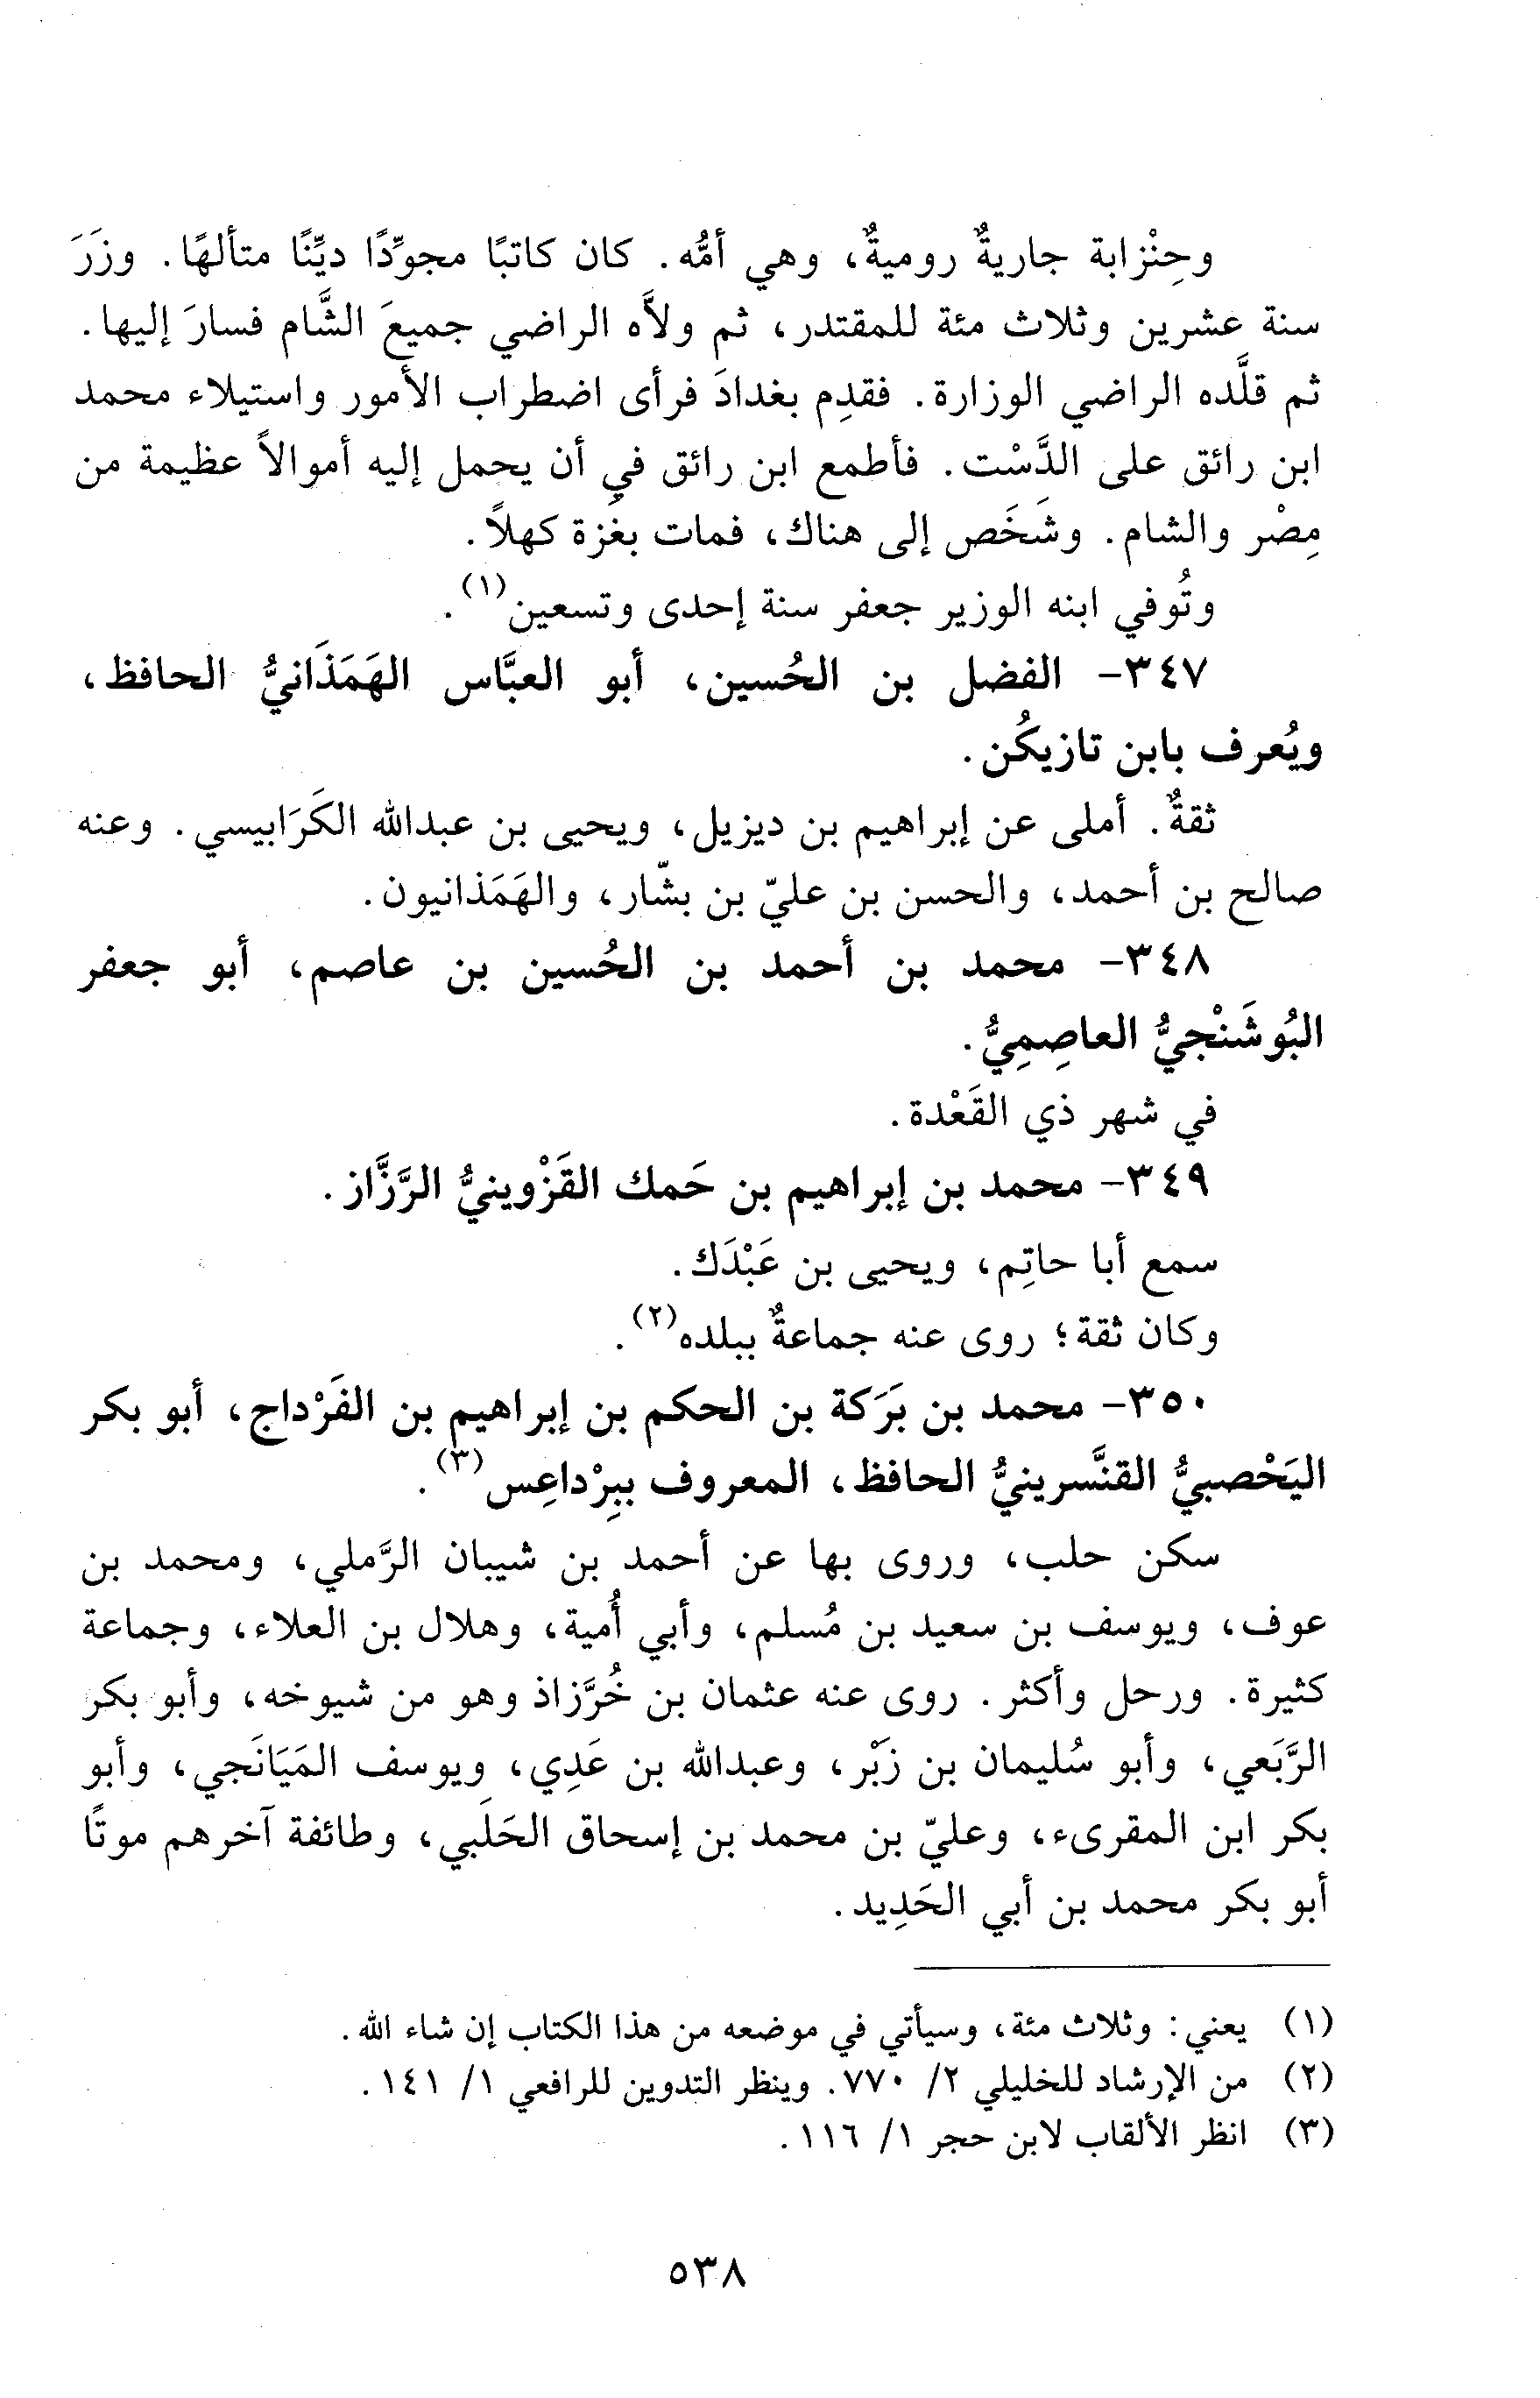 وحِنْزابة جاريةٌ روميةٌ، وهي أمُّه. كان كاتبًا مجوِّدًا ديِّنًا متألهًا. وزَرَ
سنة عشرين وثلاث مئة للمقتدر، ثم ولاَّه الراضي جميعَ الشَّام فسارَ إليها.
ثم قلَّده الراضي الوزارة. فقدِم بغدادَ فرأى اضطراب الأمور واستيلاء محمد
ابن رائق على الدَّسْت. فأطمع ابن رائق في أن يحمل إليه أموالاً عظيمة من
مِصْر والشام. وشَخَص إلى هناك، فمات بغَزة كهلاً.
وتُوفي ابنه الوزير جعفر سنة إحدى وتسعين(١).
٣٤٧- الفضل بن الحُسين، أبو العبَّاس الهَمَذَانيُّ الحافظ،
ويُعرف بابن تازيكُن.
ثقةٌ. أملى عن إبراهيم بن ديزيل، ويحيى بن عبدالله الكَرَابيسي. وعنه
صالح بن أحمد، والحسن بن عليّ بن بشّار، والهَمَذانيون.
٣٤٨- محمد بن أحمد بن الحُسين بن عاصم، أبو جعفر
البُوشَنْجيُّ العاصِمِيُّ.
في شهر ذي القَعْدة.
٣٤٩- محمد بن إبراهيم بن حَمك القَزْوينيُّ الرَّزَّاز.
سمع أبا حاتِم، ويحيى بن عَبْدَك.
وكان ثقة؛ روى عنه جماعةٌ ببلده(٢).
٣٥٠- محمد بن بَرَكة بن الحكم بن إبراهيم بن الفَرْداج، أبو بكر
اليَحْصبيُّ القنَّسرينيُّ الحافظ، المعروف ببِرْداعِس(٣).
سكن حلب، وروى بها عن أحمد بن شيبان الرَّملي، ومحمد بن
عوف، ويوسف بن سعيد بن مُسلم، وأبي أُمية، وهلال بن العلاء، وجماعة
كثيرة. ورحل وأكثر. روى عنه عثمان بن خُرَّزاذ وهو من شيوخه، وأبو بكر
الرَّبَعي، وأبو سُليمان بن زَبْر، وعبدالله بن عَدِي، ويوسف المَيَانَجي، وأبو
بكر ابن المقرىء، وعليّ بن محمد بن إسحاق الحَلَبي، وطائفة آخرهم موتًا
أبو بكر محمد بن أبي الحَدِيد.
(١) يعني: وثلاث مئة، وسيأتي في موضعه من هذا الكتاب إن شاء الله.
(٢) من الإرشاد للخليلي ٢/ ٧٧٠. وينظر التدوين للرافعي ١/ ١٤١.
(٣) انظر الألقاب لابن حجر ١/ ١١٦.
٥٣٨